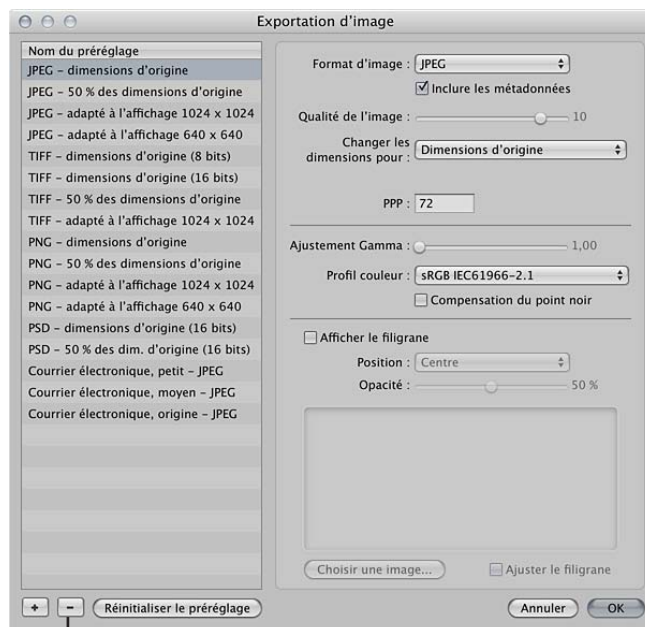 Exportation d'image
Nom du préréglage
JPEG – dimensions d'origine
JPEG – 50 % des dimensions d'origine
JPEG – adapté à l'affichage 1024 x 1024
JPEG – adapté à l'affichage 640 x 640
TIFF – dimensions d'origine (8 bits)
TIFF – dimensions d'origine (16 bits)
TIFF – 50 % des dimensions d'origine
TIFF – adapté à l'affichage 1024 x 1024
PNG – dimensions d'origine
PNG – 50 % des dimensions d'origine
PNG – adapté à l'affichage 1024 x 1024
PNG – adapté à l'affichage 640 x 640
PSD – dimensions d'origine (16 bits)
PSD – 50 % des dim. d'origine (16 bits)
Courrier électronique, petit – JPEG
Courrier électronique, moyen – JPEG
Courrier électronique, origine – JPEG
Format d'image : JPEG
Inclure les métadonnées
Qualité de l'image : 10
Changer les
dimensions pour : Dimensions d'origine
PPP : 72
Ajustement Gamma : 1,00
Profil couleur : sRGB IEC61966-2.1
Compensation du point noir
Afficher le filigrane
Position : Centre
Opacité : 50 %
Choisir une image... Ajuster le filigrane
+ – Réinitialiser le préréglage Annuler OK